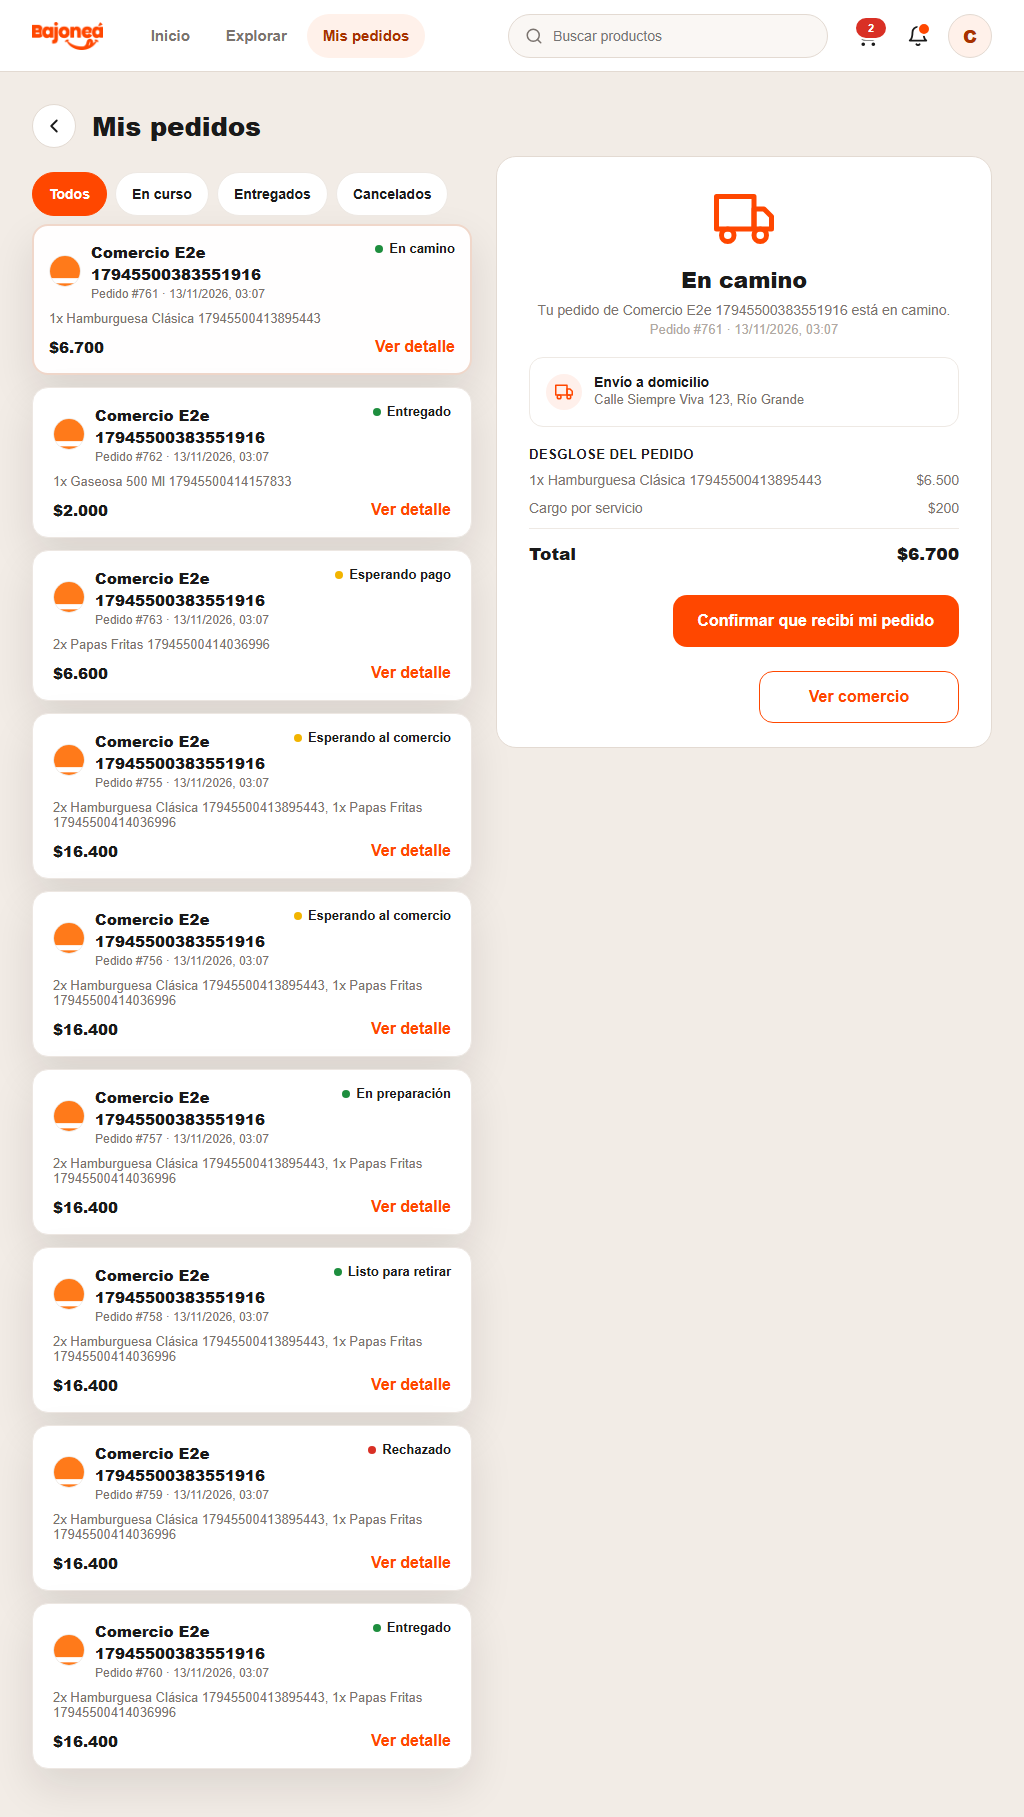 Bajoneá
Inicio
Explorar
Mis pedidos
Buscar productos
2
C
Mis pedidos
Todos
En curso
Entregados
Cancelados
Comercio E2e
17945500383551916
En camino
Pedido #761 · 13/11/2026, 03:07
1x Hamburguesa Clásica 17945500413895443
$6.700
Ver detalle
Comercio E2e
17945500383551916
Entregado
Pedido #762 · 13/11/2026, 03:07
1x Gaseosa 500 Ml 17945500414157833
$2.000
Ver detalle
Comercio E2e
17945500383551916
Esperando pago
Pedido #763 · 13/11/2026, 03:07
2x Papas Fritas 17945500414036996
$6.600
Ver detalle
Comercio E2e
17945500383551916
Esperando al comercio
Pedido #755 · 13/11/2026, 03:07
2x Hamburguesa Clásica 17945500413895443, 1x Papas Fritas
17945500414036996
$16.400
Ver detalle
Comercio E2e
17945500383551916
Esperando al comercio
Pedido #756 · 13/11/2026, 03:07
2x Hamburguesa Clásica 17945500413895443, 1x Papas Fritas
17945500414036996
$16.400
Ver detalle
Comercio E2e
17945500383551916
En preparación
Pedido #757 · 13/11/2026, 03:07
2x Hamburguesa Clásica 17945500413895443, 1x Papas Fritas
17945500414036996
$16.400
Ver detalle
Comercio E2e
17945500383551916
Listo para retirar
Pedido #758 · 13/11/2026, 03:07
2x Hamburguesa Clásica 17945500413895443, 1x Papas Fritas
17945500414036996
$16.400
Ver detalle
Comercio E2e
17945500383551916
Rechazado
Pedido #759 · 13/11/2026, 03:07
2x Hamburguesa Clásica 17945500413895443, 1x Papas Fritas
17945500414036996
$16.400
Ver detalle
Comercio E2e
17945500383551916
Entregado
Pedido #760 · 13/11/2026, 03:07
2x Hamburguesa Clásica 17945500413895443, 1x Papas Fritas
17945500414036996
$16.400
Ver detalle
En camino
Tu pedido de Comercio E2e 17945500383551916 está en camino.
Pedido #761 · 13/11/2026, 03:07
Envío a domicilio
Calle Siempre Viva 123, Río Grande
DESGLOSE DEL PEDIDO
1x Hamburguesa Clásica 17945500413895443
$6.500
Cargo por servicio
$200
Total
$6.700
Confirmar que recibí mi pedido
Ver comercio